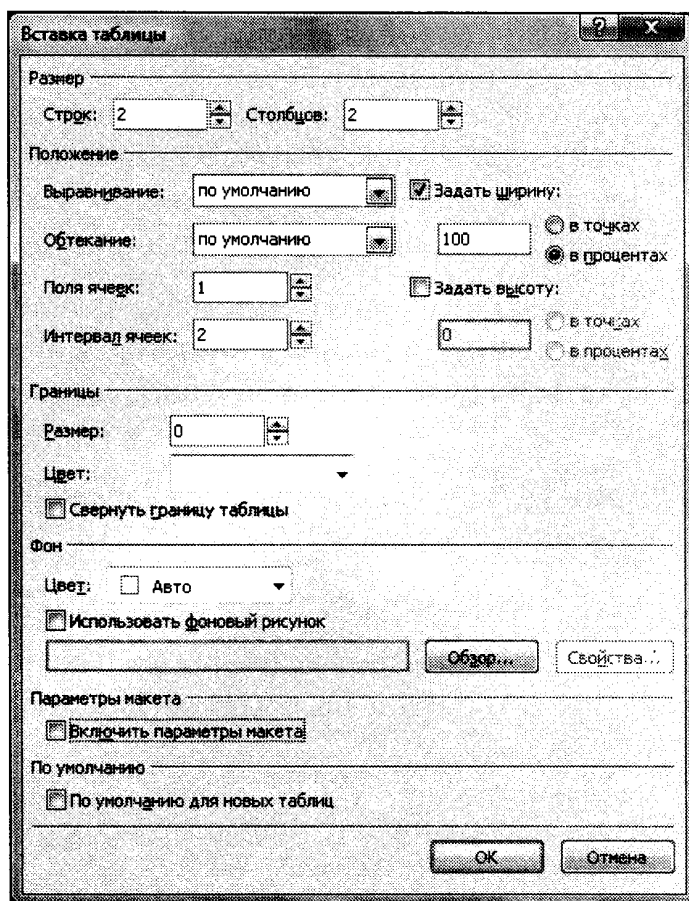 Вставка таблицы
Размер
Строк: 2 Столбцов: 2
Положение
Выравнивание: по умолчанию Задать ширину:
Обтекание: по умолчанию 100 в точках
в процентах
Поля ячеек: 1 Задать высоту:
Интервал ячеек: 2 0 в точках
в процентах
Границы
Размер: 0
Цвет:
Свернуть границу таблицы
Фон
Цвет: Авто
Использовать фоновый рисунок
Обзор... Свойства...
Параметры макета
Включить параметры макета
По умолчанию
По умолчанию для новых таблиц
ОК Отмена